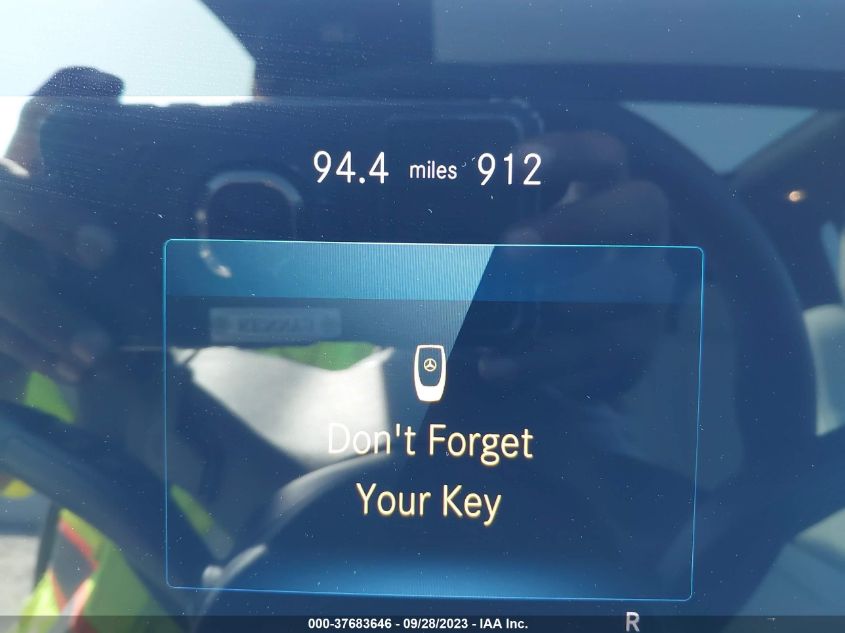 94.4 miles 912
Don't Forget
Your Key
R
000-37683646 - 09/28/2023 - IAA Inc.